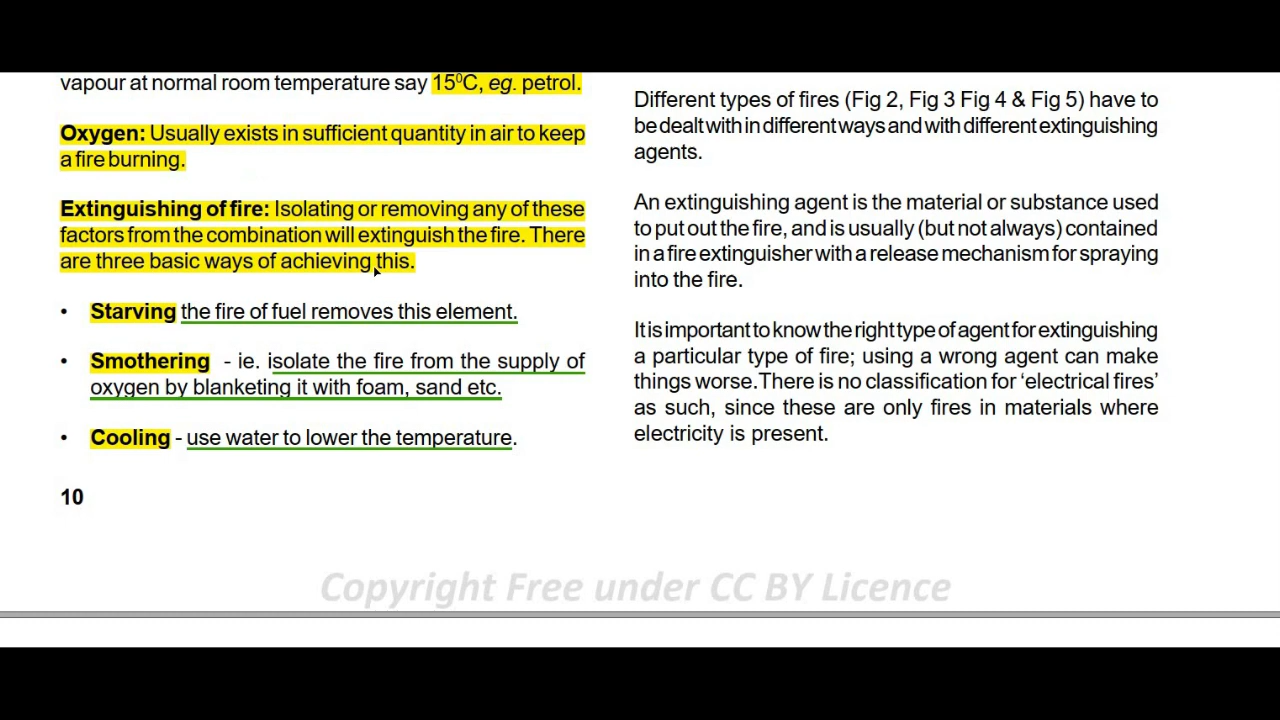 vapour at normal room temperature say 15⁰C, eg. petrol.
Oxygen: Usually exists in sufficient quantity in air to keep
a fire burning.
Extinguishing of fire: Isolating or removing any of these
factors from the combination will extinguish the fire. There
are three basic ways of achieving this.
• Starving the fire of fuel removes this element.
• Smothering - ie. isolate the fire from the supply of
oxygen by blanketing it with foam, sand etc.
• Cooling - use water to lower the temperature.
10
Different types of fires (Fig 2, Fig 3 Fig 4 & Fig 5) have to
be dealt with in different ways and with different extinguishing
agents.
An extinguishing agent is the material or substance used
to put out the fire, and is usually (but not always) contained
in a fire extinguisher with a release mechanism for spraying
into the fire.
It is important to know the right type of agent for extinguishing
a particular type of fire; using a wrong agent can make
things worse.There is no classification for ‘electrical fires’
as such, since these are only fires in materials where
electricity is present.
Copyright Free under CC BY Licence